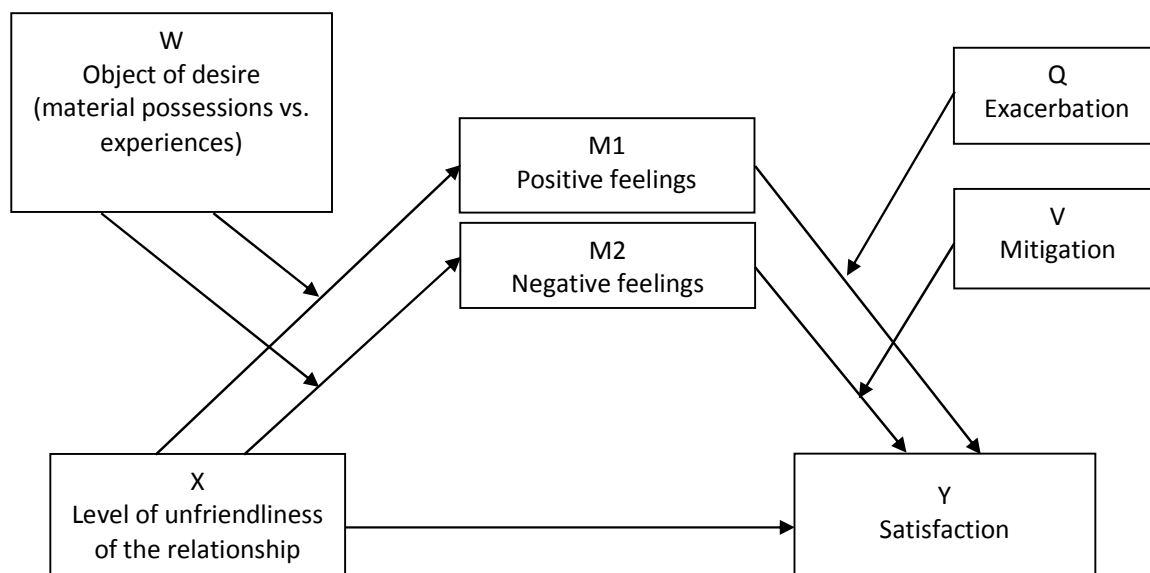 W
Object of desire
(material possessions vs.
experiences)
Q
Exacerbation
M1
Positive feelings
V
Mitigation
M2
Negative feelings
X
Level of unfriendliness
of the relationship
Y
Satisfaction